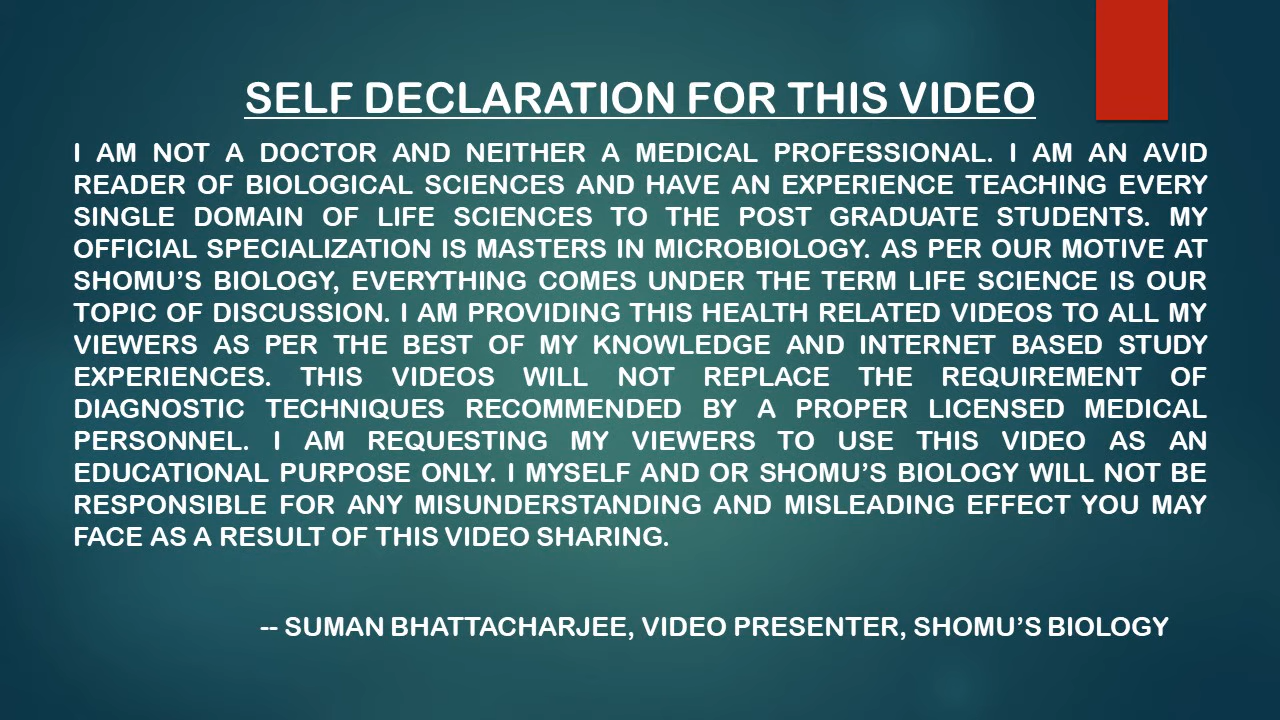 SELF DECLARATION FOR THIS VIDEO
I AM NOT A DOCTOR AND NEITHER A MEDICAL PROFESSIONAL. I AM AN AVID
READER OF BIOLOGICAL SCIENCES AND HAVE AN EXPERIENCE TEACHING EVERY
SINGLE DOMAIN OF LIFE SCIENCES TO THE POST GRADUATE STUDENTS. MY
OFFICIAL SPECIALIZATION IS MASTERS IN MICROBIOLOGY. AS PER OUR MOTIVE AT
SHOMU’S BIOLOGY, EVERYTHING COMES UNDER THE TERM LIFE SCIENCE IS OUR
TOPIC OF DISCUSSION. I AM PROVIDING THIS HEALTH RELATED VIDEOS TO ALL MY
VIEWERS AS PER THE BEST OF MY KNOWLEDGE AND INTERNET BASED STUDY
EXPERIENCES. THIS VIDEOS WILL NOT REPLACE THE REQUIREMENT OF
DIAGNOSTIC TECHNIQUES RECOMMENDED BY A PROPER LICENSED MEDICAL
PERSONNEL. I AM REQUESTING MY VIEWERS TO USE THIS VIDEO AS AN
EDUCATIONAL PURPOSE ONLY. I MYSELF AND OR SHOMU’S BIOLOGY WILL NOT BE
RESPONSIBLE FOR ANY MISUNDERSTANDING AND MISLEADING EFFECT YOU MAY
FACE AS A RESULT OF THIS VIDEO SHARING.
-- SUMAN BHATTACHARJEE, VIDEO PRESENTER, SHOMU’S BIOLOGY